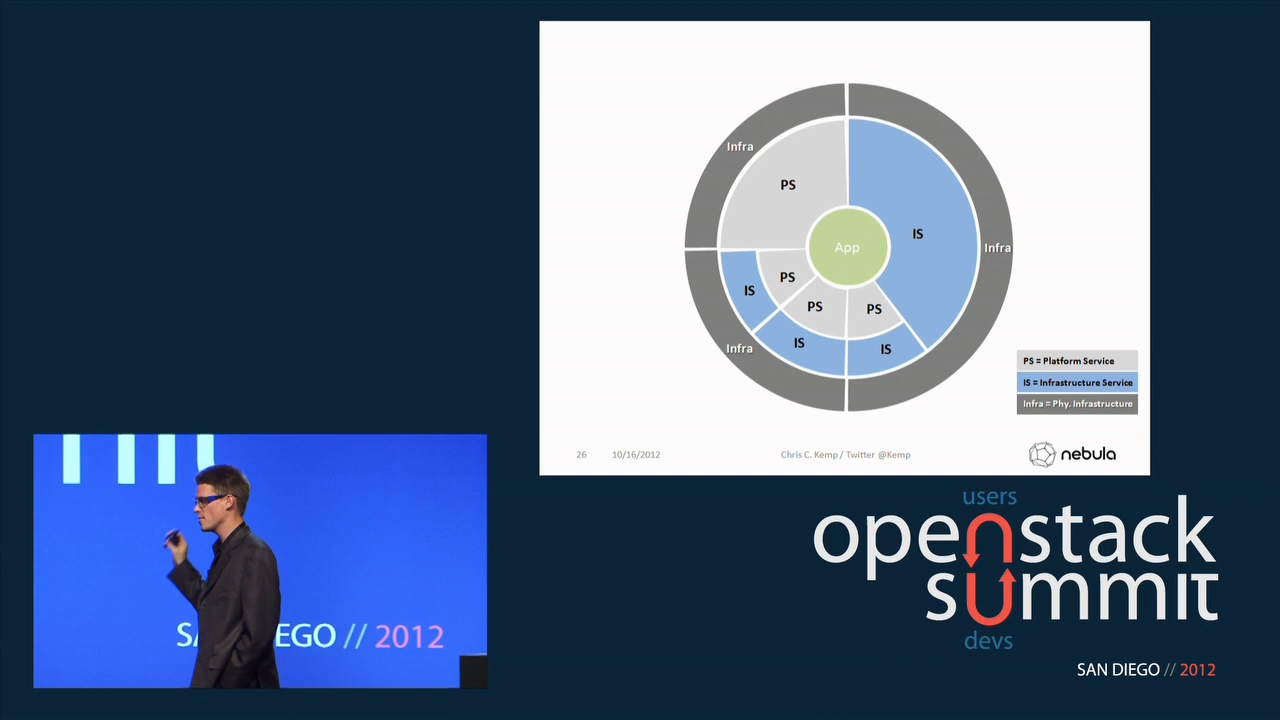 Infra
PS
App
IS
Infra
PS
IS
PS
PS
IS
IS
Infra
PS = Platform Service
IS = Infrastructure Service
Infra = Phy. Infrastructure
26
10/16/2012
Chris C. Kemp / Twitter @Kemp
nebula
users
openstack
summit
devs
SAN DIEGO // 2012
SA EGO // 2012